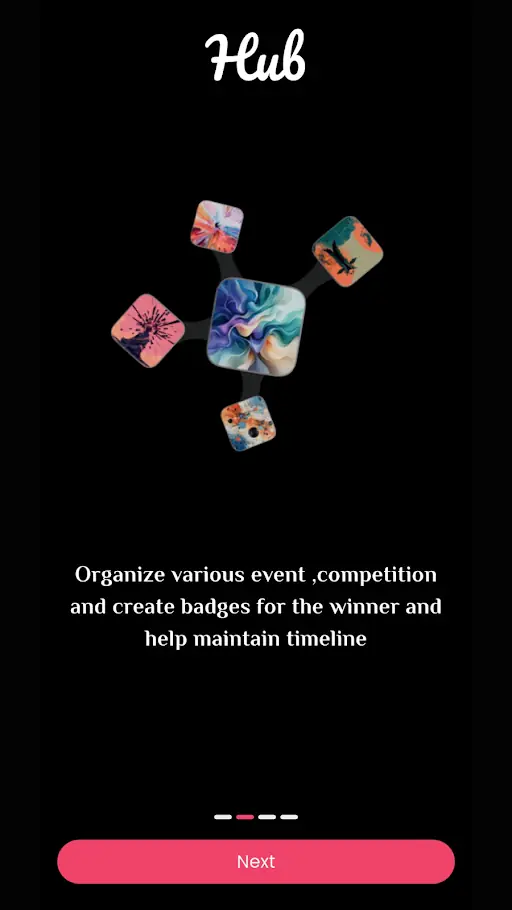 Hub
Organize various event ,competition
and create badges for the winner and
help maintain timeline
Next